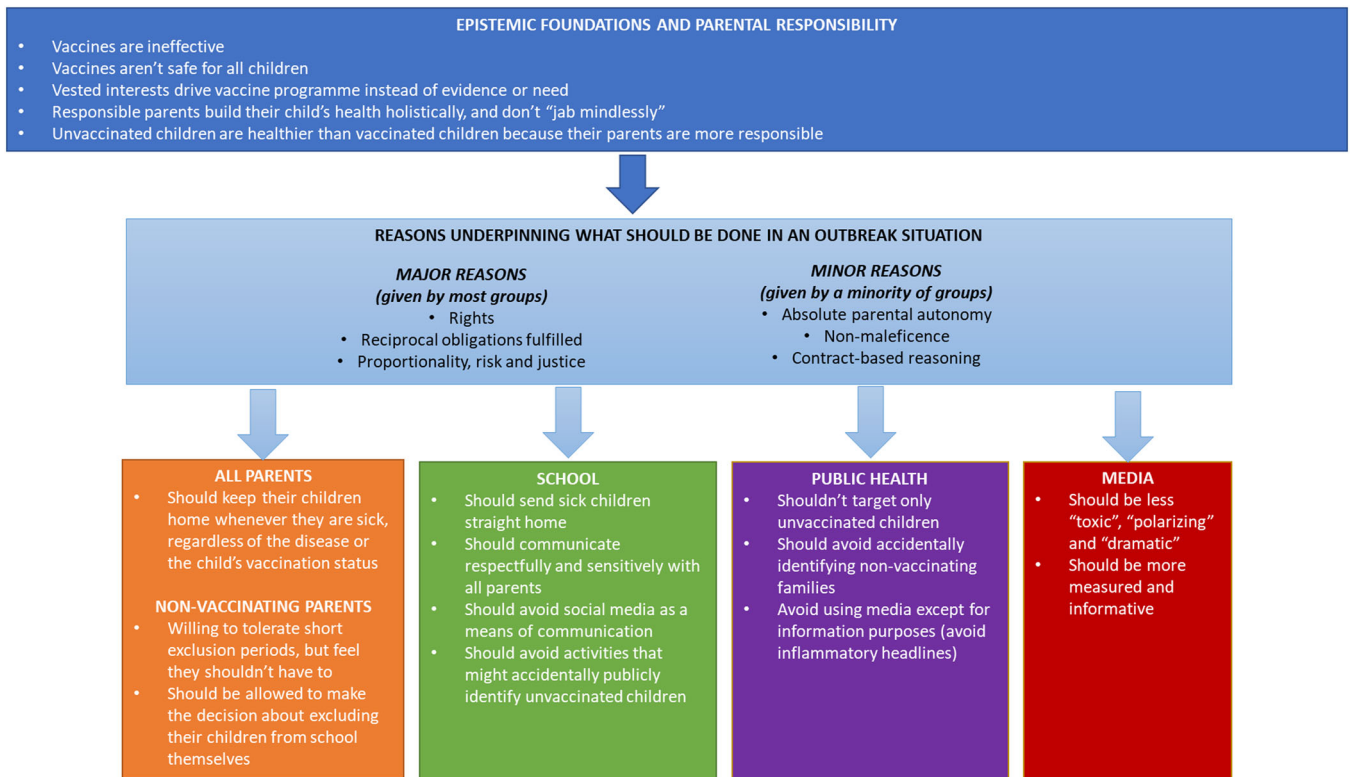 EPISTEMIC FOUNDATIONS AND PARENTAL RESPONSIBILITY
• Vaccines are ineffective
• Vaccines aren't safe for all children
• Vested interests drive vaccine programme instead of evidence or need
• Responsible parents build their child's health holistically, and don't "jab mindlessly"
• Unvaccinated children are healthier than vaccinated children because their parents are more responsible
REASONS UNDERPINNING WHAT SHOULD BE DONE IN AN OUTBREAK SITUATION
MAJOR REASONS
(given by most groups)
• Rights
• Reciprocal obligations fulfilled
• Proportionality, risk and justice
MINOR REASONS
(given by a minority of groups)
• Absolute parental autonomy
• Non-maleficence
• Contract-based reasoning
ALL PARENTS
• Should keep their children
home whenever they are sick,
regardless of the disease or
the child's vaccination status
NON-VACCINATING PARENTS
• Willing to tolerate short
exclusion periods, but feel
they shouldn't have to
• Should be allowed to make
the decision about excluding
their children from school
themselves
SCHOOL
• Should send sick children
straight home
• Should communicate
respectfully and sensitively with
all parents
• Should avoid social media as a
means of communication
• Should avoid activities that
might accidentally publicly
identify unvaccinated children
PUBLIC HEALTH
• Shouldn't target only
unvaccinated children
• Should avoid accidentally
identifying non-vaccinating
families
• Avoid using media except for
information purposes (avoid
inflammatory headlines)
MEDIA
• Should be less
"toxic", "polarizing"
and "dramatic"
• Should be more
measured and
informative